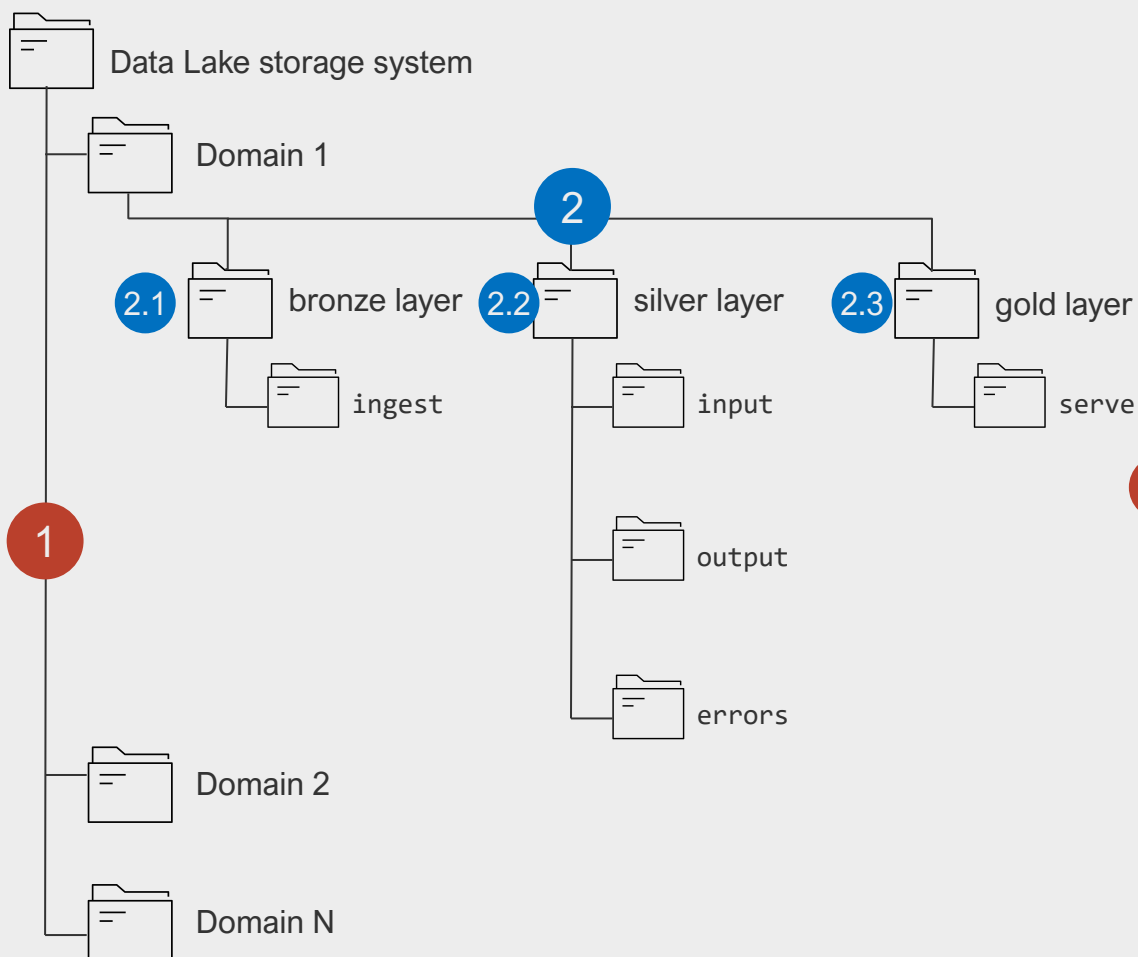 Data Lake storage system
Domain 1
2
2.1
bronze layer
2.2
silver layer
2.3
gold layer
ingest
input
serve
1
output
errors
Domain 2
Domain N